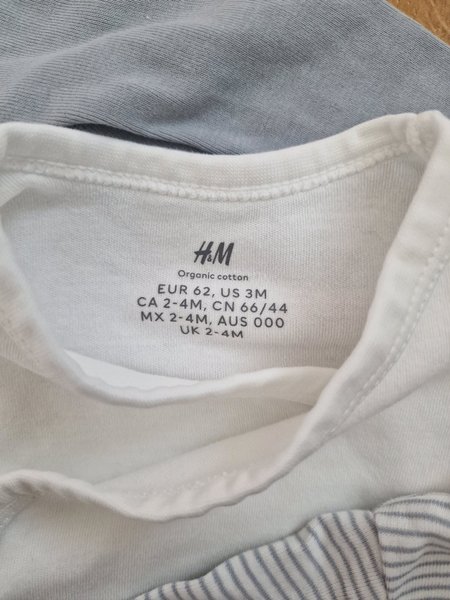 H&M
Organic cotton
EUR 62, US 3M
CA 2-4M, CN 66/44
MX 2-4M, AUS 000
UK 2-4M